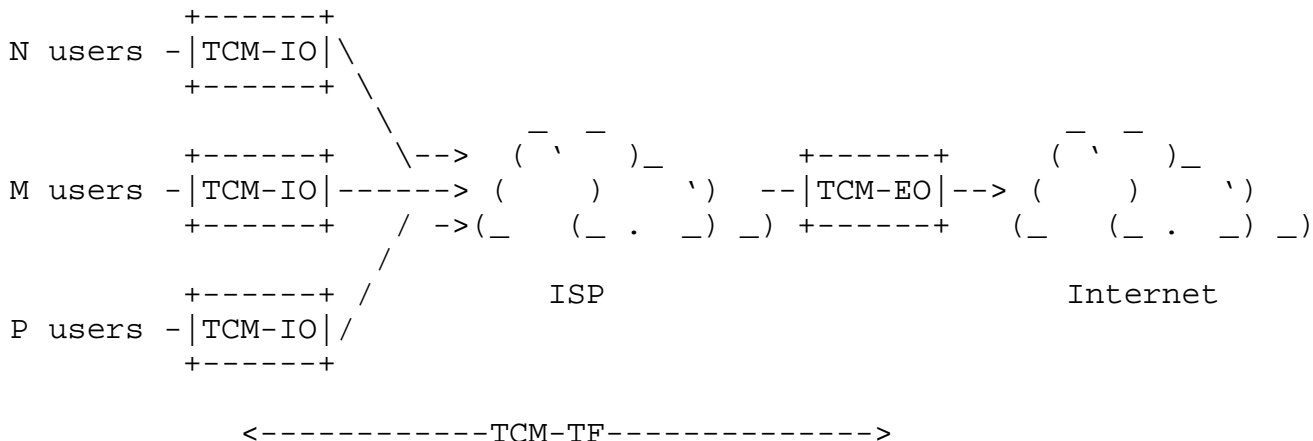 +------+
N users -|TCM-IO|\
+------+ \
\
\ _ _ _ _
+------+ \--> ( ` )_ +------+ ( ` )_
M users -|TCM-IO|------> ( ) `) --|TCM-EO|--> ( ) `)
+------+ / ->(_ (_ . _) _) +------+ (_ (_ . _) _)
/
+------+ / ISP Internet
P users -|TCM-IO|/
+------+
<------------TCM-TF-------------->